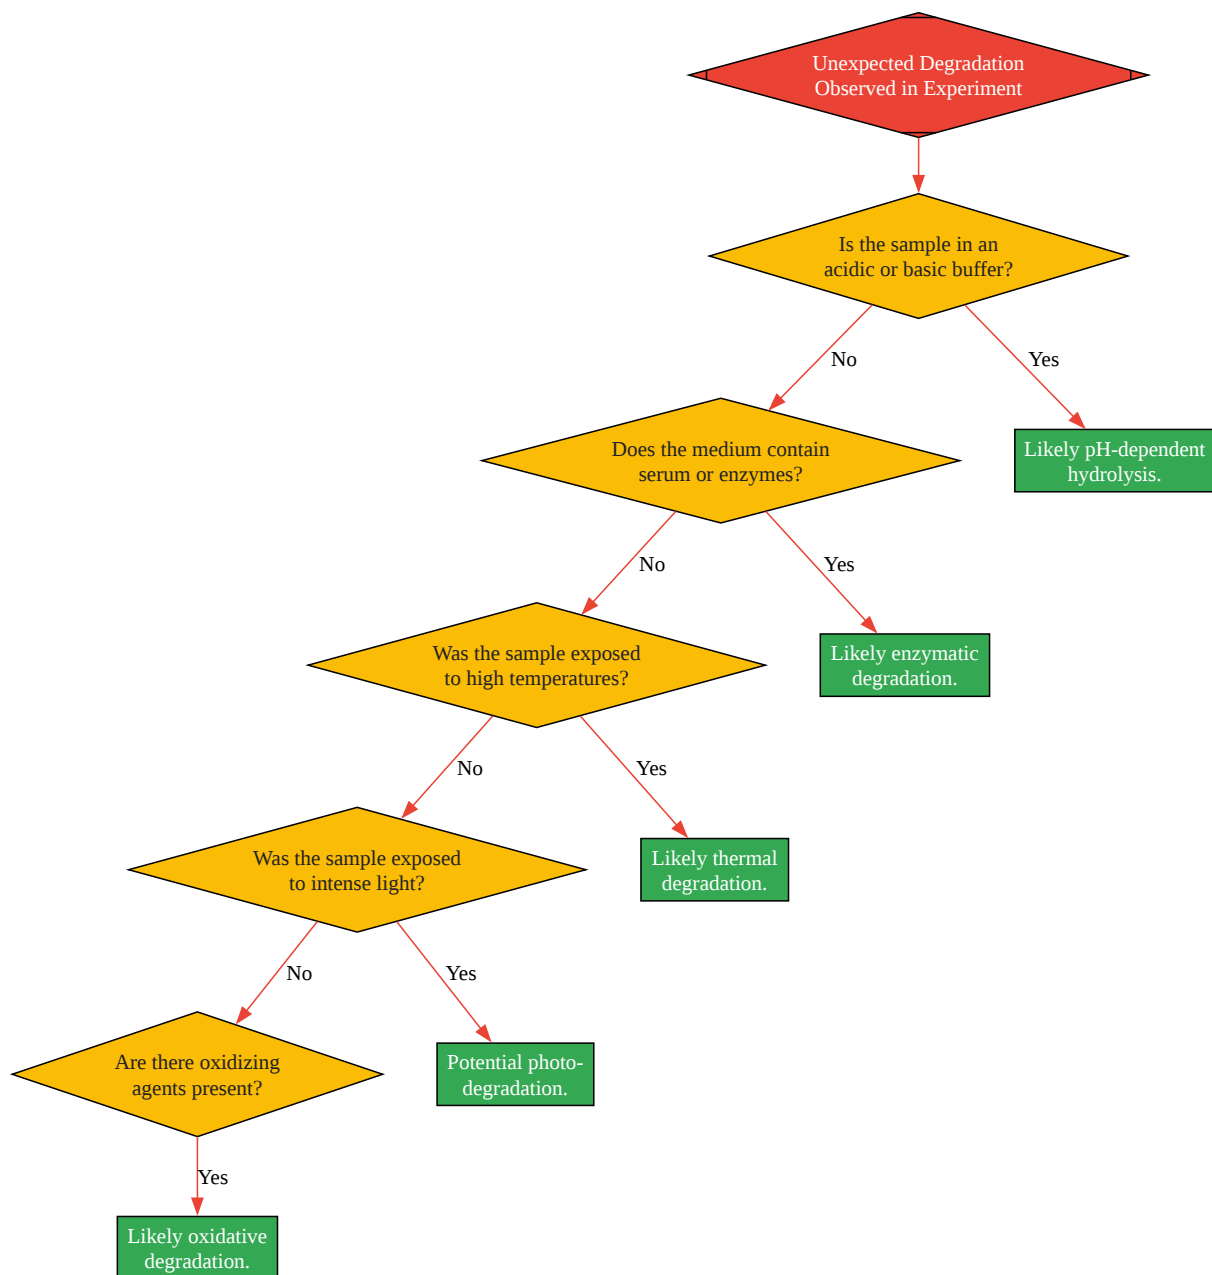 Unexpected Degradation
Observed in Experiment
Is the sample in an
acidic or basic buffer?
No
Yes
Does the medium contain
serum or enzymes?
Likely pH-dependent
hydrolysis.
No
Yes
Was the sample exposed
to high temperatures?
Likely enzymatic
degradation.
No
Yes
Was the sample exposed
to intense light?
Likely thermal
degradation.
No
Yes
Are there oxidizing
agents present?
Potential photo-
degradation.
Yes
Likely oxidative
degradation.